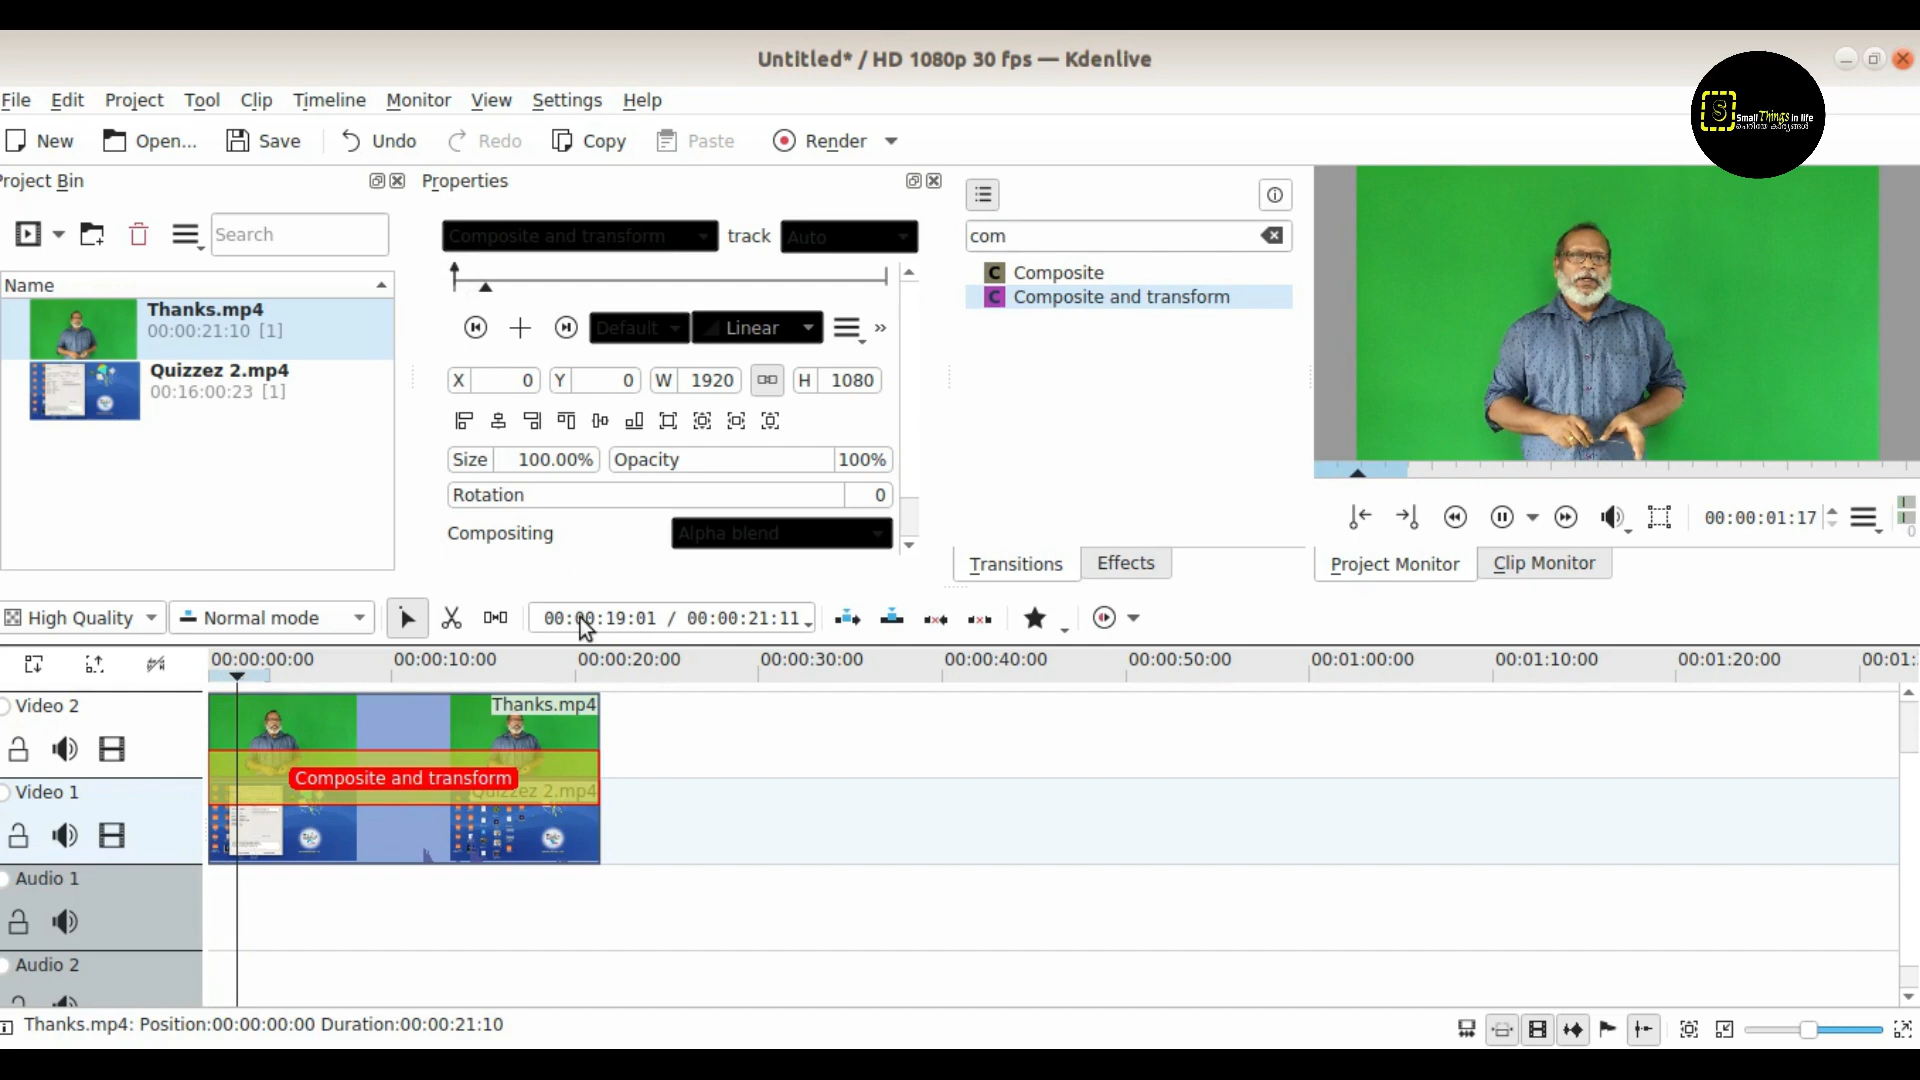 Untitled* / HD 1080p 30 fps — Kdenlive
File Edit Project Tool Clip Timeline Monitor View Settings Help
S Small Things in life
New Open... Save Undo Redo Copy Paste Render
Project Bin
Properties
Search
Composite and transform track Auto
com
Composite
Composite and transform
Name
Thanks.mp4
00:00:21:10 [1]
Quizzez 2.mp4
00:16:00:23 [1]
Default Linear
X 0 Y 0 W 1920 H 1080
Size 100.00% Opacity 100%
Rotation 0
Compositing Alpha blend
00:00:01:17
0
Transitions Effects
Project Monitor Clip Monitor
High Quality Normal mode 00:00:19:01 / 00:00:21:11
00:00:00:00 00:00:10:00 00:00:20:00 00:00:30:00 00:00:40:00 00:00:50:00 00:01:00:00 00:01:10:00 00:01:20:00 00:01:
Video 2
Thanks.mp4
Composite and transform
Video 1
Quizzez 2.mp4
Audio 1
Audio 2
Thanks.mp4: Position:00:00:00:00 Duration:00:00:21:10